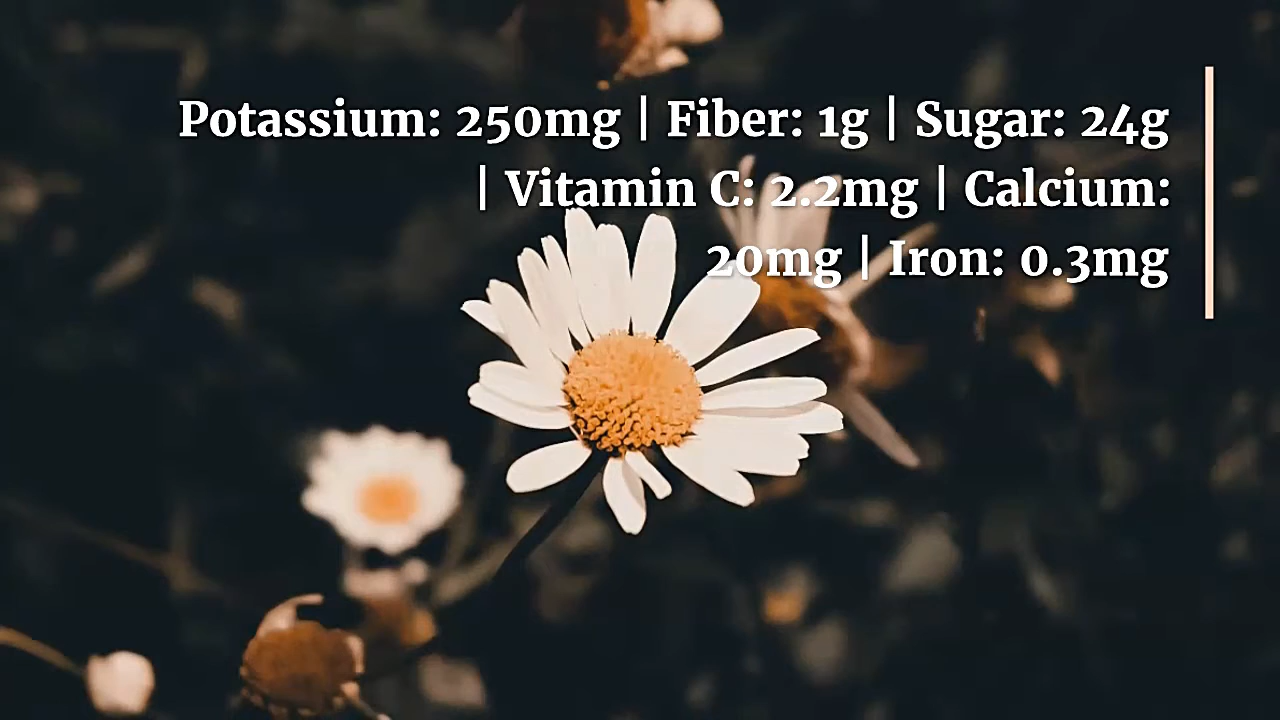 Potassium: 250mg | Fiber: 1g | Sugar: 24g
| Vitamin C: 2.2mg | Calcium:
20mg | Iron: 0.3mg